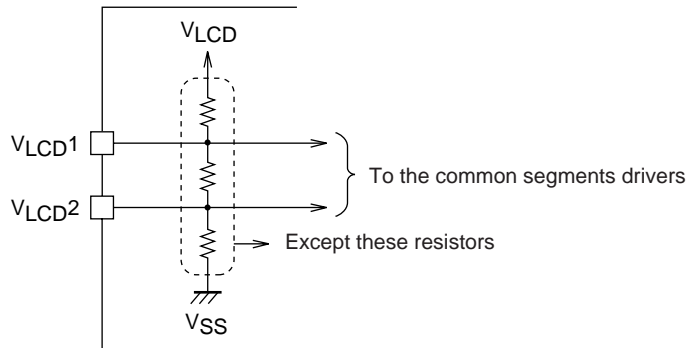 VLCD
VLCD1
To the common segments drivers
VLCD2
Except these resistors
VSS